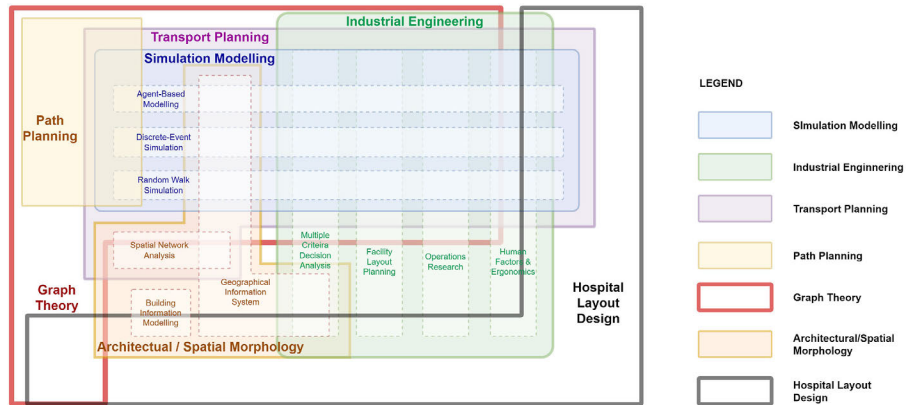 Industrial Engineering
Transport Planning
Simulation Modelling
Agent-Based
Modelling
Path
Planning
Discrete-Event
Simulation
Random Walk
Simulation
Spatial Network
Analysis
Multiple
Criteira
Decision
Analysis
Facility
Layout
Planning
Operations
Research
Human
Factors &
Ergonomics
Geographical
Information
System
Graph
Theory
Building
Information
Modelling
Hospital
Layout
Design
Architectual / Spatial Morphology
LEGEND
SImulation Modelling
Industrial Enginnering
Transport Planning
Path Planning
Graph Theory
Architectural/Spatial
Morphology
Hospital Layout
Design